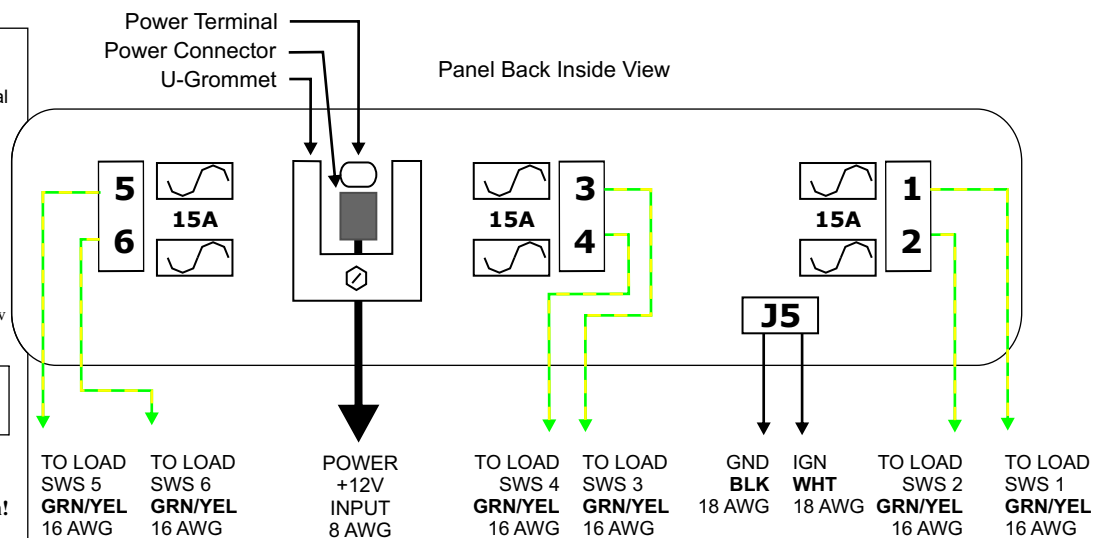 Power Terminal
Power Connector
U-Grommet
Panel Back Inside View
al
5
6
15A
3
4
15A
1
2
15A
J5
TO LOAD
SWS 5
GRN/YEL
16 AWG
TO LOAD
SWS 6
GRN/YEL
16 AWG
POWER
+12V
INPUT
8 AWG
TO LOAD
SWS 4
GRN/YEL
16 AWG
TO LOAD
SWS 3
GRN/YEL
16 AWG
GND
BLK
18 AWG
IGN
WHT
18 AWG
TO LOAD
SWS 2
GRN/YEL
16 AWG
TO LOAD
SWS 1
GRN/YEL
16 AWG